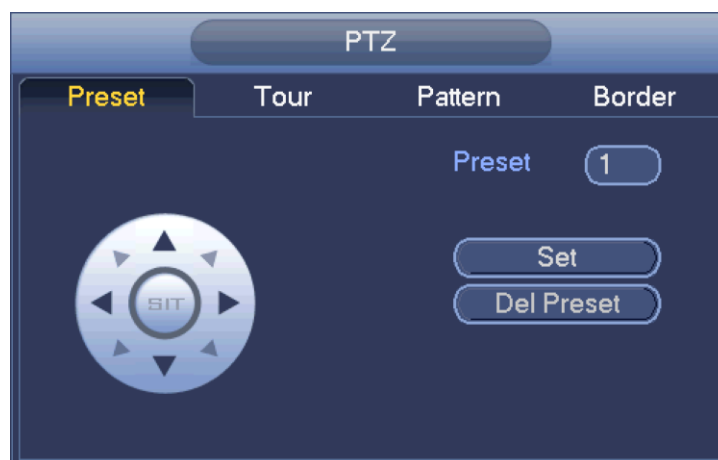 PTZ
Preset Tour Pattern Border
Preset 1
Set
SIT
Del Preset